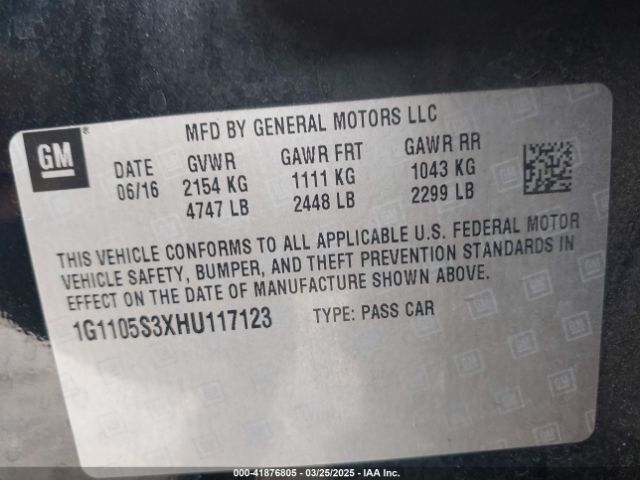 MFD BY GENERAL MOTORS LLC
GM
DATE GVWR GAWR FRT GAWR RR
06/16 2154 KG 1111 KG 1043 KG
4747 LB 2448 LB 2299 LB
THIS VEHICLE CONFORMS TO ALL APPLICABLE U.S. FEDERAL MOTOR
VEHICLE SAFETY, BUMPER, AND THEFT PREVENTION STANDARDS IN
EFFECT ON THE DATE OF MANUFACTURE SHOWN ABOVE.
1G1105S3XHU117123 TYPE: PASS CAR
000-41876805 — 03/25/2025 — IAA Inc.